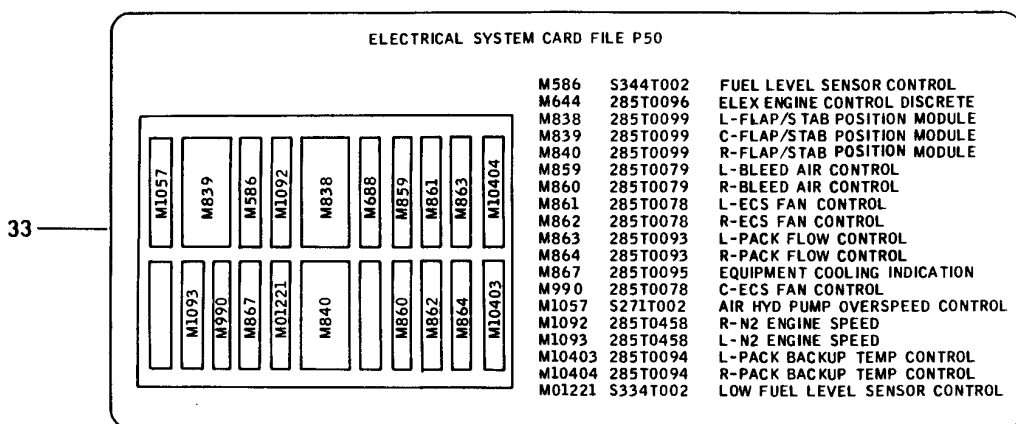 ELECTRICAL SYSTEM CARD FILE P50
33
M1057 M839 M586 M1092 M838 M688 M859 M861 M863 M10404
M1093 M990 M867 M01221 M840 M860 M862 M864 M10403
M586 S344T002 FUEL LEVEL SENSOR CONTROL
M644 285T0096 ELEX ENGINE CONTROL DISCRETE
M838 285T0099 L-FLAP/STAB POSITION MODULE
M839 285T0099 C-FLAP/STAB POSITION MODULE
M840 285T0099 R-FLAP/STAB POSITION MODULE
M859 285T0079 L-BLEED AIR CONTROL
M860 285T0079 R-BLEED AIR CONTROL
M861 285T0078 L-ECS FAN CONTROL
M862 285T0078 R-ECS FAN CONTROL
M863 285T0093 L-PACK FLOW CONTROL
M864 285T0093 R-PACK FLOW CONTROL
M867 285T0095 EQUIPMENT COOLING INDICATION
M990 285T0078 C-ECS FAN CONTROL
M1057 S271T002 AIR HYD PUMP OVERSPEED CONTROL
M1092 285T0458 R-N2 ENGINE SPEED
M1093 285T0458 L-N2 ENGINE SPEED
M10403 285T0094 L-PACK BACKUP TEMP CONTROL
M10404 285T0094 R-PACK BACKUP TEMP CONTROL
M01221 S334T002 LOW FUEL LEVEL SENSOR CONTROL